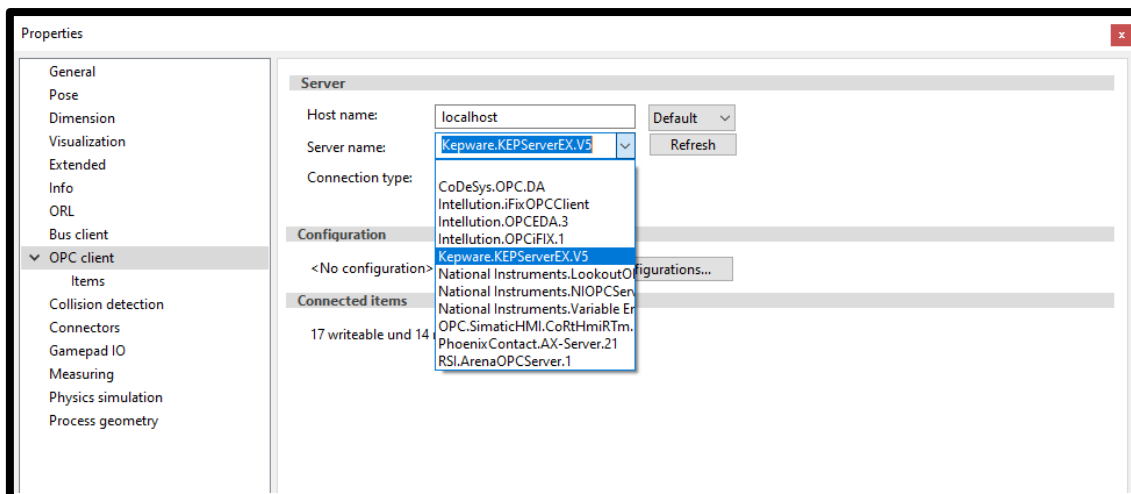 Properties
x
General
Pose
Dimension
Visualization
Extended
Info
ORL
Bus client
OPC client
Items
Collision detection
Connectors
Gamepad IO
Measuring
Physics simulation
Process geometry
Server
Host name: localhost Default
Server name: Kepware.KEPServerEX.V5 Refresh
Connection type:
CoDeSys.OPC.DA
Intellution.iFixOPCClient
Intellution.OPCEDA.3
Intellution.OPCiFIX.1
Kepware.KEPServerEX.V5
National Instruments.LookoutO
National Instruments.NIOPCServ
National Instruments.Variable En
OPC.SimaticHMI.CoRtHmiRTm.
PhoenixContact.AX-Server.21
RSI.ArenaOPCServer.1
Configuration
<No configuration> figurations...
Connected items
17 writeable und 14